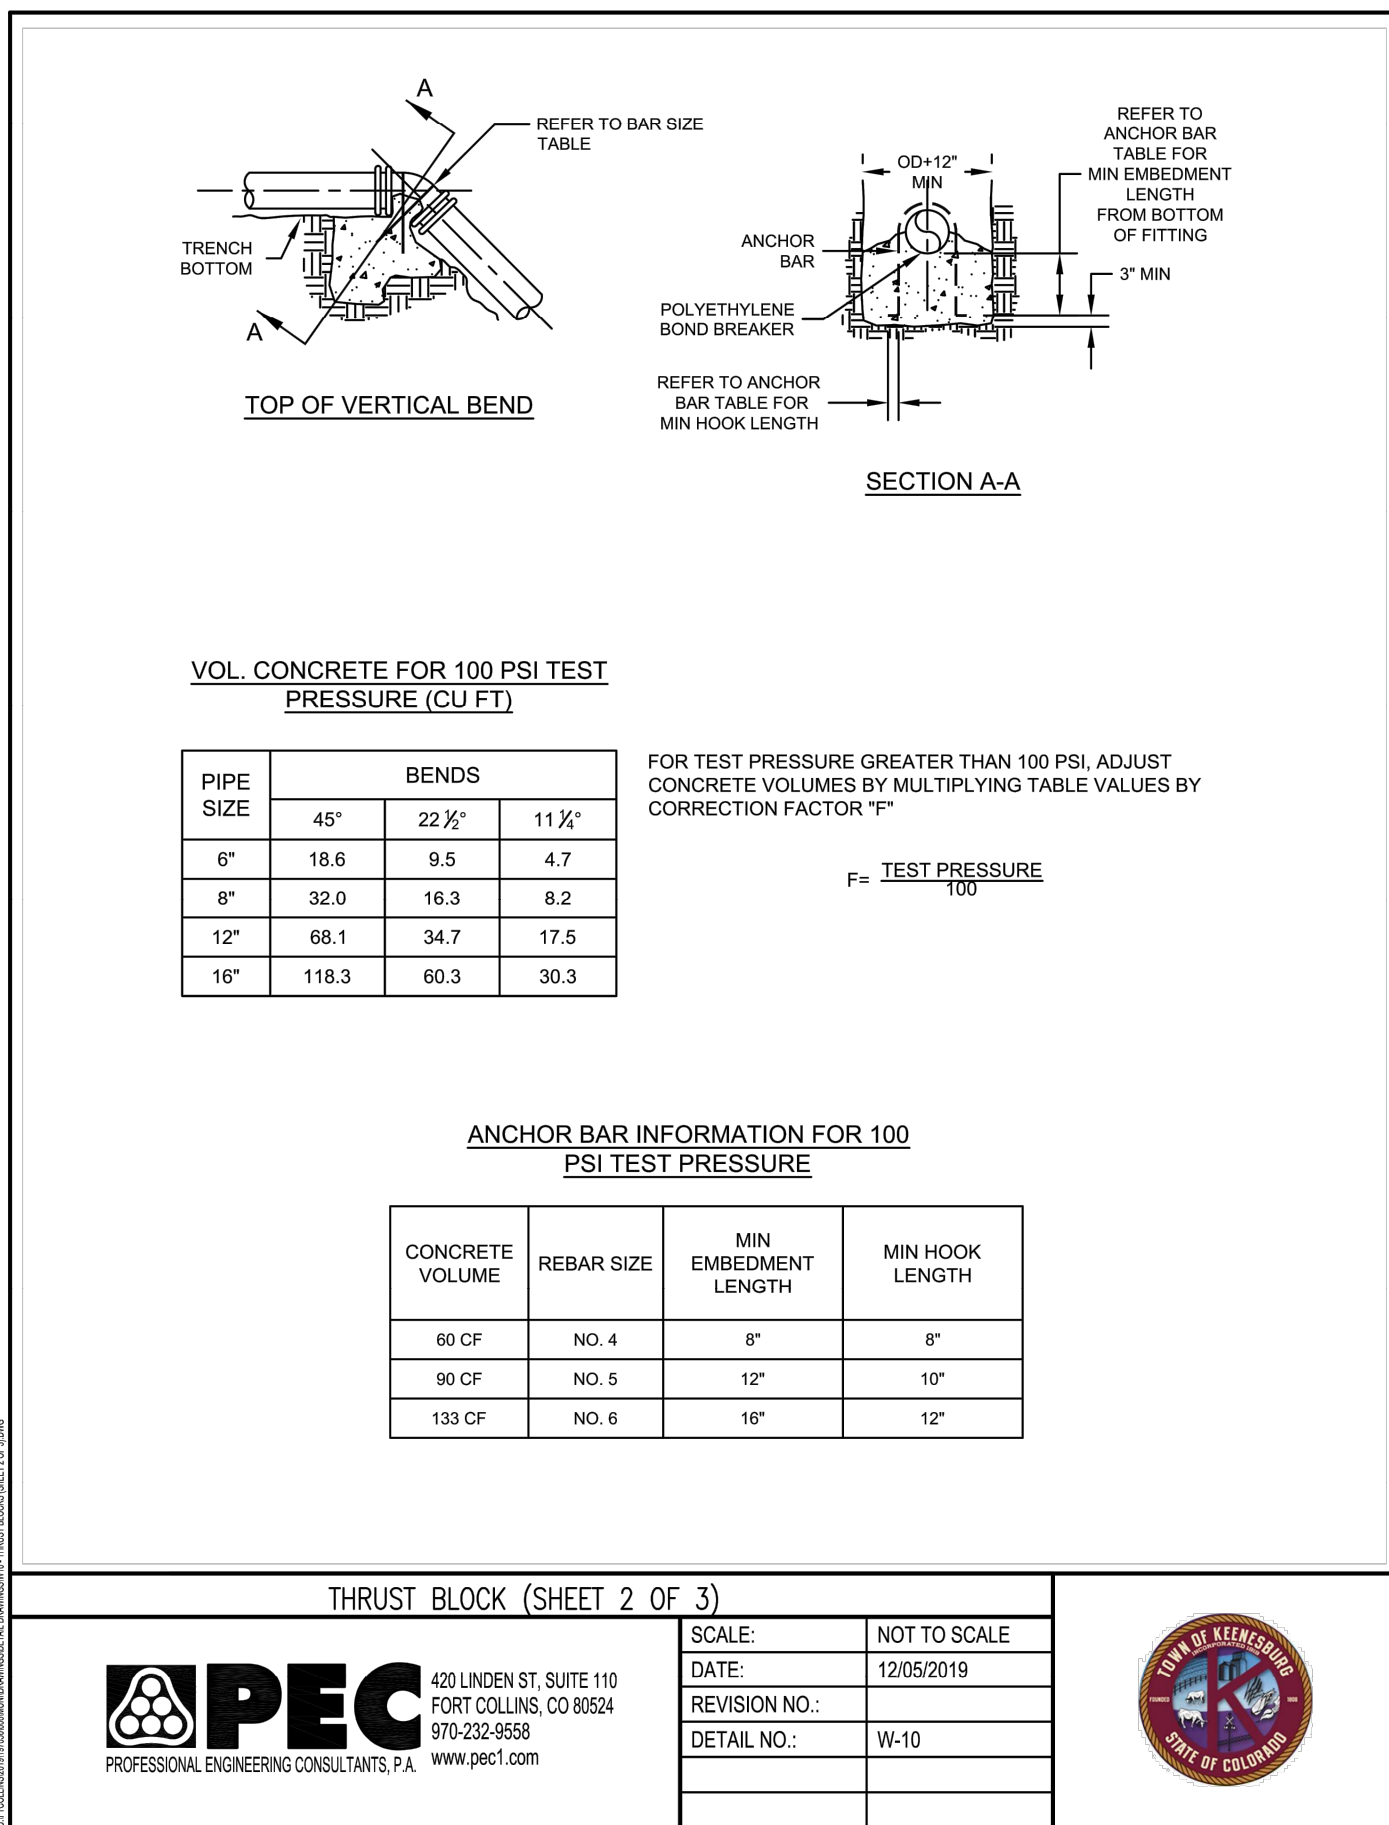 A
REFER TO BAR SIZE
TABLE
TRENCH
BOTTOM
A
TOP OF VERTICAL BEND
REFER TO
ANCHOR BAR
TABLE FOR
MIN EMBEDMENT
LENGTH
FROM BOTTOM
OF FITTING
OD+12"
MIN
ANCHOR
BAR
3" MIN
POLYETHYLENE
BOND BREAKER
REFER TO ANCHOR
BAR TABLE FOR
MIN HOOK LENGTH
SECTION A-A
VOL. CONCRETE FOR 100 PSI TEST
PRESSURE (CU FT)
PIPE SIZE BENDS
45° 22 ½° 11 ¼°
6" 18.6 9.5 4.7
8" 32.0 16.3 8.2
12" 68.1 34.7 17.5
16" 118.3 60.3 30.3
FOR TEST PRESSURE GREATER THAN 100 PSI, ADJUST
CONCRETE VOLUMES BY MULTIPLYING TABLE VALUES BY
CORRECTION FACTOR "F"
F= TEST PRESSURE
100
ANCHOR BAR INFORMATION FOR 100
PSI TEST PRESSURE
CONCRETE VOLUME REBAR SIZE MIN EMBEDMENT LENGTH MIN HOOK LENGTH
60 CF NO. 4 8" 8"
90 CF NO. 5 12" 10"
133 CF NO. 6 16" 12"
THRUST BLOCK (SHEET 2 OF 3)
PEC
PROFESSIONAL ENGINEERING CONSULTANTS, P.A.
420 LINDEN ST, SUITE 110
FORT COLLINS, CO 80524
970-232-9558
www.pec1.com
SCALE: NOT TO SCALE
DATE: 12/05/2019
REVISION NO.:
DETAIL NO.: W-10
TOWN OF KEENESBURG
INCORPORATED 1919
FOUNDED 1906
K
STATE OF COLORADO